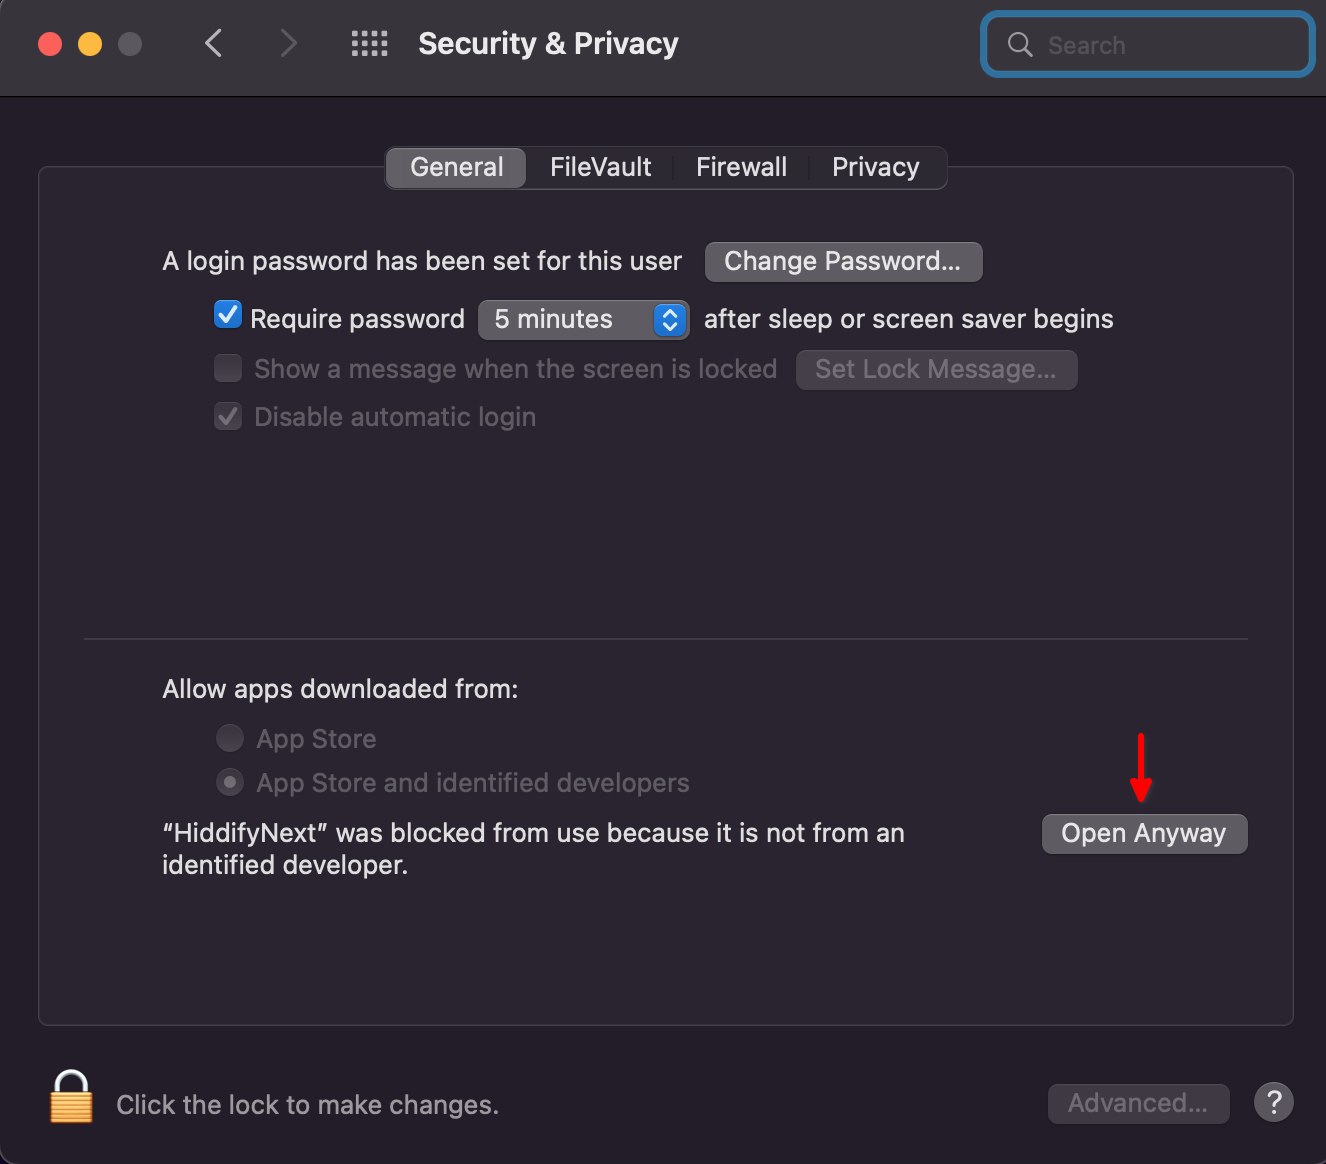 Security & Privacy
Search
General FileVault Firewall Privacy
A login password has been set for this user Change Password...
Require password 5 minutes after sleep or screen saver begins
Show a message when the screen is locked Set Lock Message...
Disable automatic login
Allow apps downloaded from:
App Store
App Store and identified developers
“HiddifyNext” was blocked from use because it is not from an
identified developer.
Open Anyway
Click the lock to make changes.
Advanced...
?